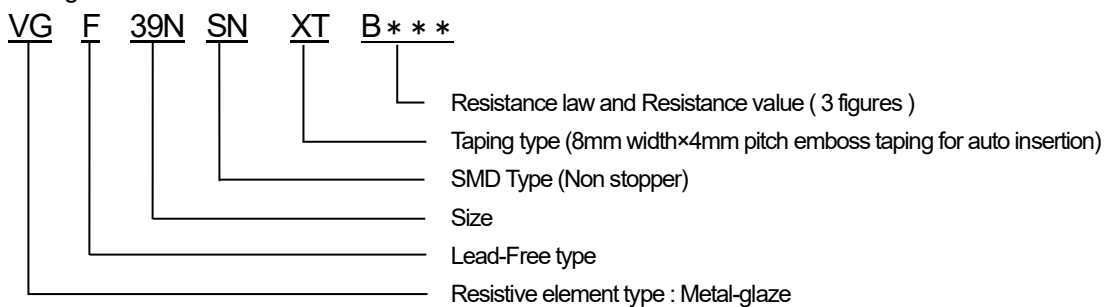 VG F 39N SN XT B＊＊＊
Resistance law and Resistance value ( 3 figures )
Taping type (8mm width×4mm pitch emboss taping for auto insertion)
SMD Type (Non stopper)
Size
Lead-Free type
Resistive element type : Metal-glaze